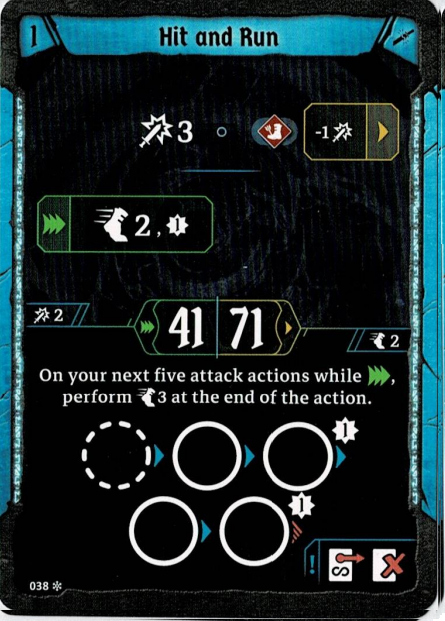 1 Hit and Run
3 -1
2, 1
2 41 71 2
On your next five attack actions while ,
perform 3 at the end of the action.
1
1
! S
038